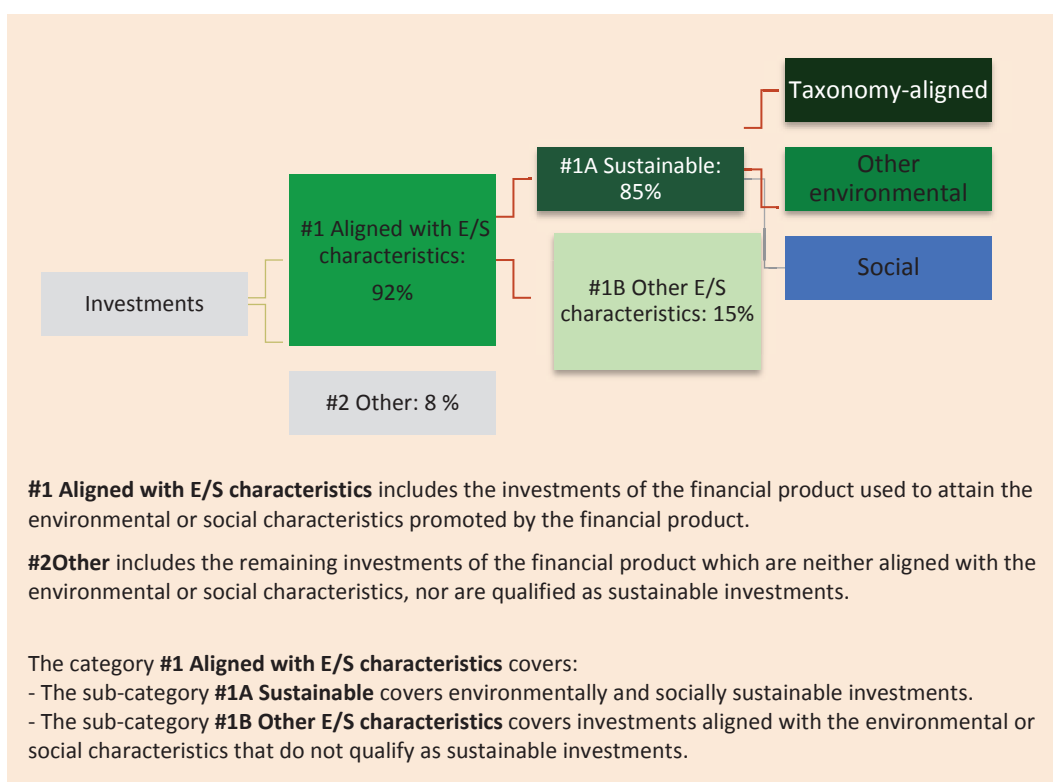 Taxonomy-aligned
#1A Sustainable:
85%
Other
environmental
#1 Aligned with E/S
characteristics:
92%
Social
#1B Other E/S
characteristics: 15%
Investments
#2 Other: 8 %
#1 Aligned with E/S characteristics includes the investments of the financial product used to attain the
environmental or social characteristics promoted by the financial product.
#2Other includes the remaining investments of the financial product which are neither aligned with the
environmental or social characteristics, nor are qualified as sustainable investments.
The category #1 Aligned with E/S characteristics covers:
- The sub-category #1A Sustainable covers environmentally and socially sustainable investments.
- The sub-category #1B Other E/S characteristics covers investments aligned with the environmental or
social characteristics that do not qualify as sustainable investments.